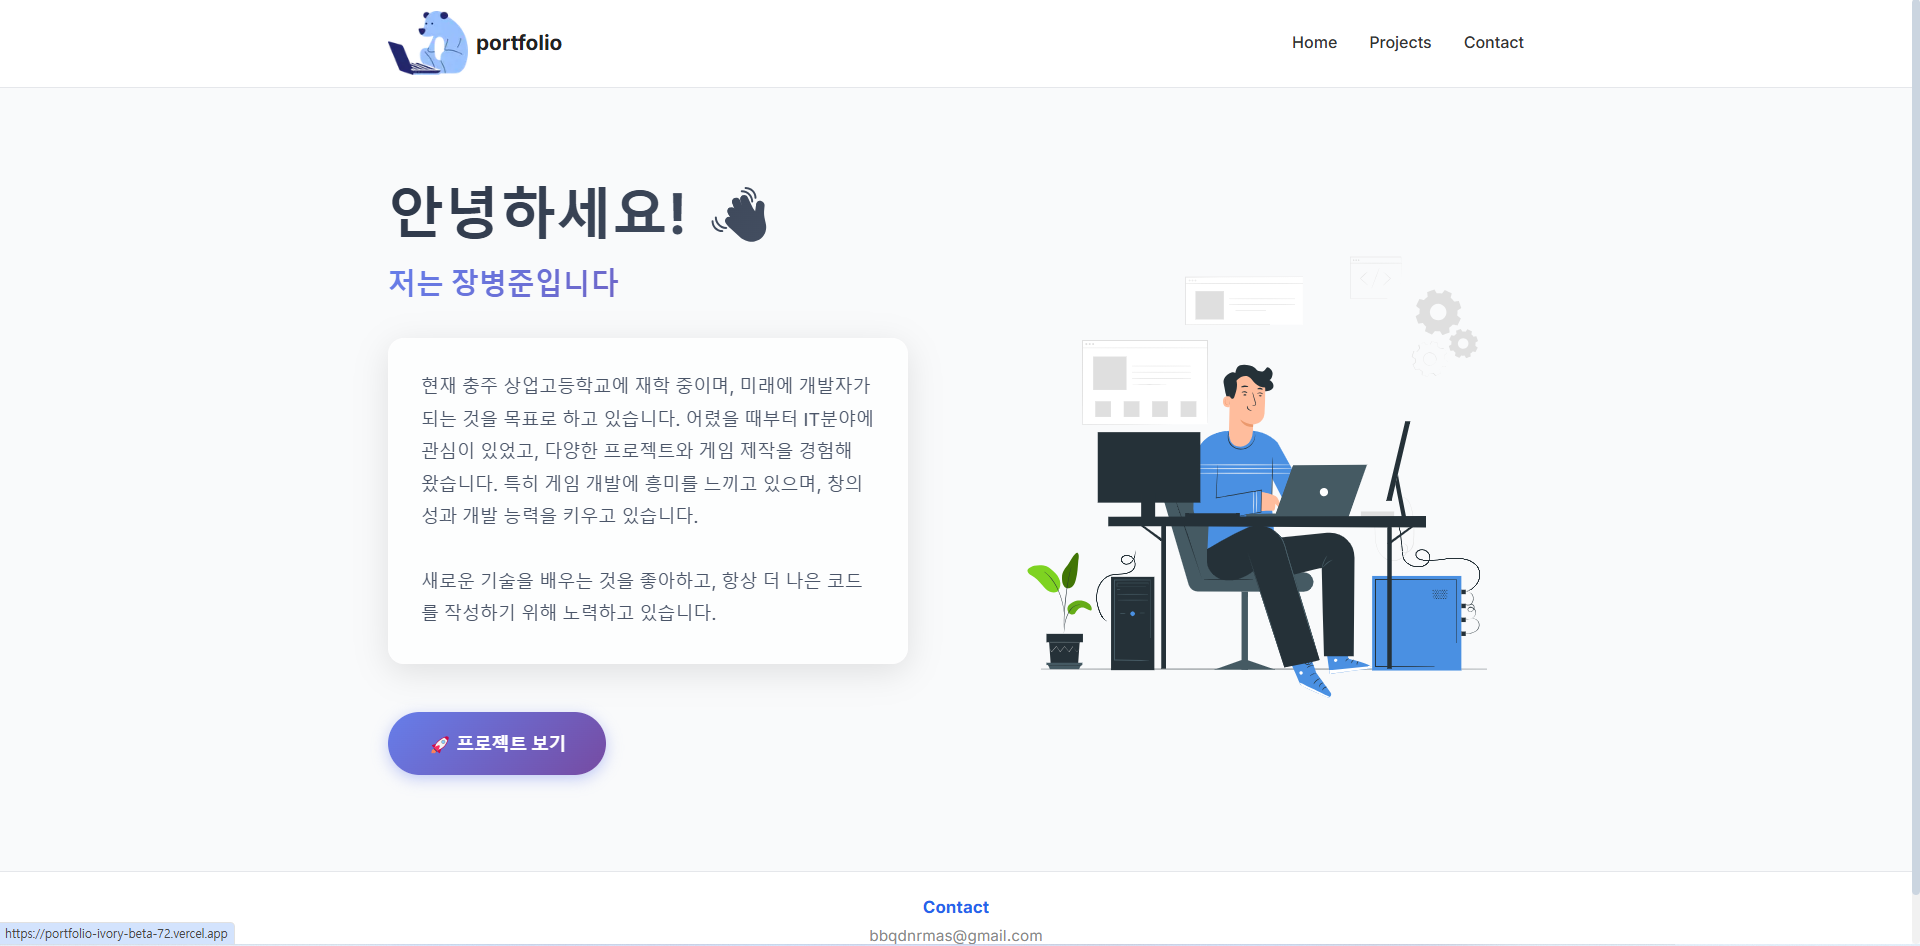 portfolio
Home Projects Contact
안녕하세요! 👋
저는 장병준입니다
현재 충주 상업고등학교에 재학 중이며, 미래에 개발자가
되는 것을 목표로 하고 있습니다. 어렸을 때부터 IT분야에
관심이 있었고, 다양한 프로젝트와 게임 제작을 경험해
왔습니다. 특히 게임 개발에 흥미를 느끼고 있으며, 창의
성과 개발 능력을 키우고 있습니다.
새로운 기술을 배우는 것을 좋아하고, 항상 더 나은 코드
를 작성하기 위해 노력하고 있습니다.
</>
🚀 프로젝트 보기
Contact
bbqdnrmas@gmail.com
https://portfolio-ivory-beta-72.vercel.app